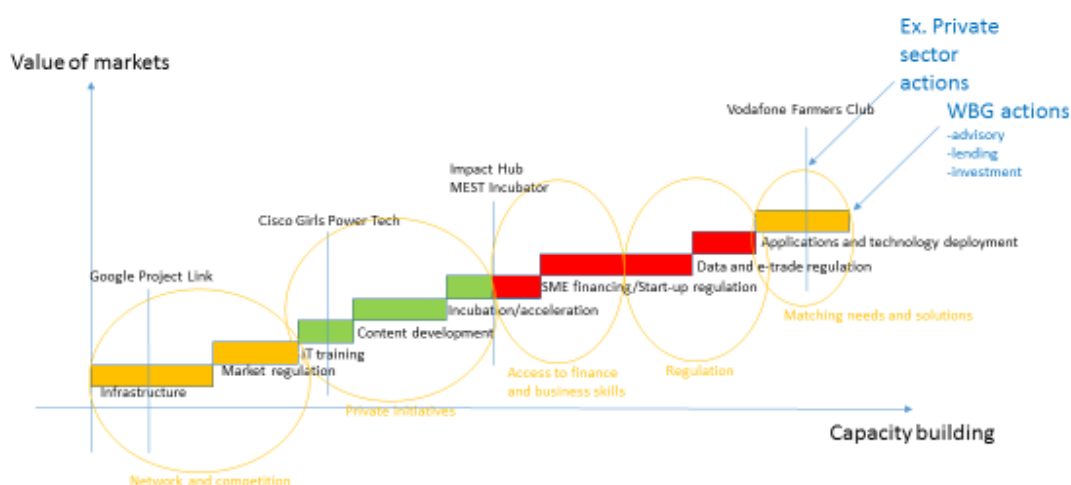 Ex. Private
sector
actions
Value of markets
Vodafone Farmers Club
WBG actions
-advisory
-lending
-investment
Impact Hub
MEST Incubator
Cisco Girls Power Tech
Applications and technology deployment
Google Project Link
Data and e-trade regulation
SME financing/Start-up regulation
Incubation/acceleration
Matching needs and solutions
Content development
iT training
Market regulation
Access to finance
and business skills
Regulation
Infrastructure
Private initiatives
Capacity building
Network and competition